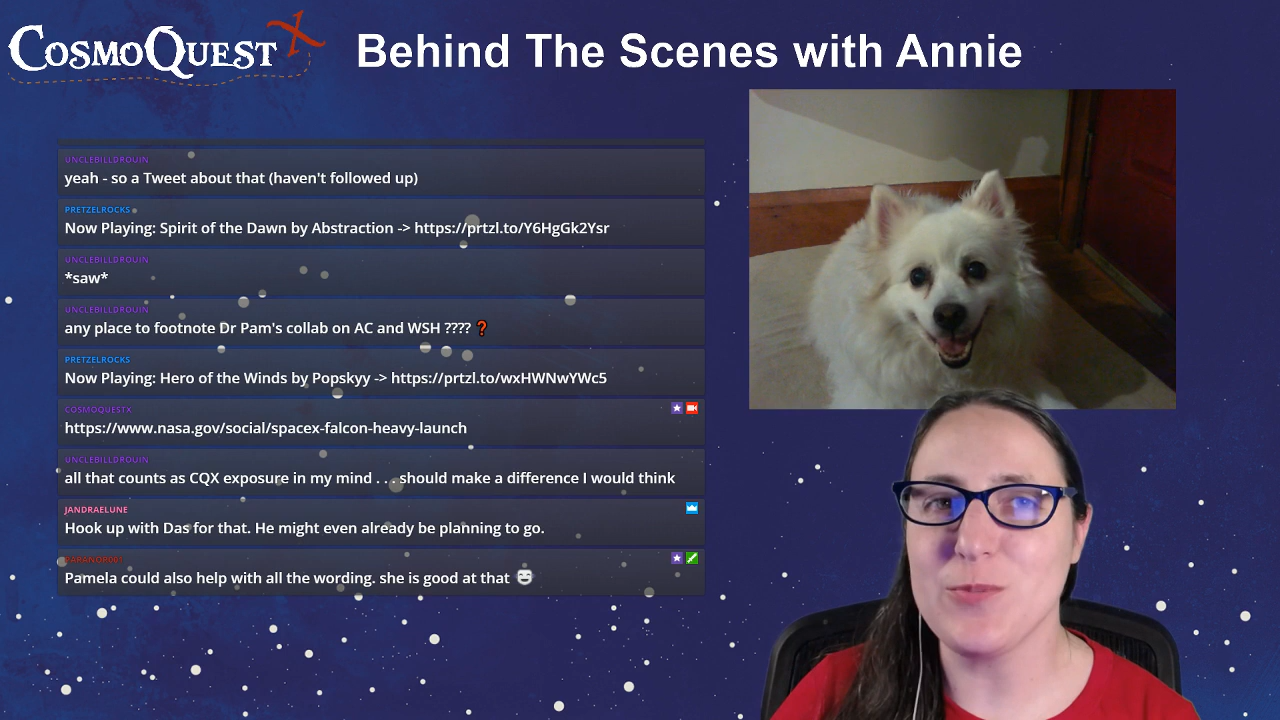 CosmoQuest X
Behind The Scenes with Annie
UNCLEBILLDROUIN
yeah - so a Tweet about that (haven't followed up)
PRETZELROCKS
Now Playing: Spirit of the Dawn by Abstraction -> https://prtzl.to/Y6HgGk2Ysr
UNCLEBILLDROUIN
*saw*
UNCLEBILLDROUIN
any place to footnote Dr Pam's collab on AC and WSH ???? ❓
PRETZELROCKS
Now Playing: Hero of the Winds by Popskyy -> https://prtzl.to/wxHWNwYWc5
COSMOQUESTX
https://www.nasa.gov/social/spacex-falcon-heavy-launch
UNCLEBILLDROUIN
all that counts as CQX exposure in my mind . . . should make a difference I would think
JANDRAELUNE
Hook up with Das for that. He might even already be planning to go.
Pamela could also help with all the wording. she is good at that